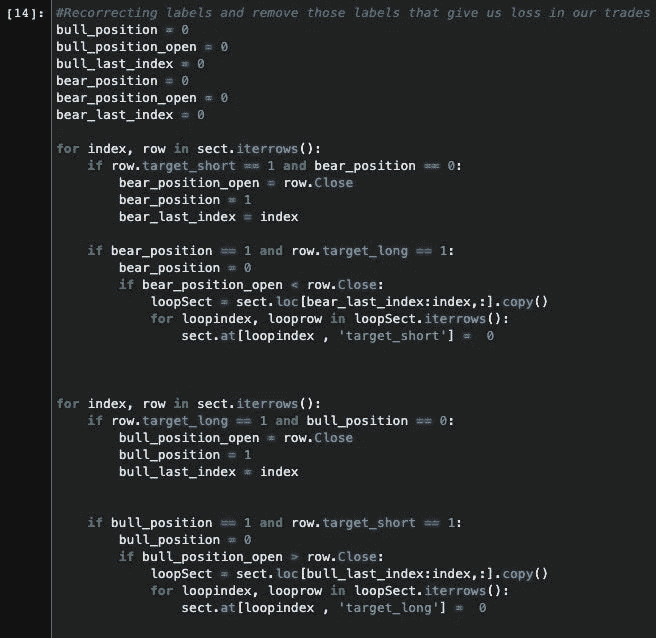 [14]: #Recorrecting labels and remove those labels that give us loss in our trades
bull_position = 0
bull_position_open = 0
bull_last_index = 0
bear_position = 0
bear_position_open = 0
bear_last_index = 0
for index, row in sect.iterrows():
if row.target_short == 1 and bear_position == 0:
bear_position_open = row.Close
bear_position = 1
bear_last_index = index
if bear_position == 1 and row.target_long == 1:
bear_position = 0
if bear_position_open < row.Close:
loopSect = sect.loc[bear_last_index:index,:].copy()
for loopindex, looprow in loopSect.iterrows():
sect.at[loopindex , 'target_short'] =  0
for index, row in sect.iterrows():
if row.target_long == 1 and bull_position == 0:
bull_position_open = row.Close
bull_position = 1
bull_last_index = index
if bull_position == 1 and row.target_short == 1:
bull_position = 0
if bull_position_open > row.Close:
loopSect = sect.loc[bull_last_index:index,:].copy()
for loopindex, looprow in loopSect.iterrows():
sect.at[loopindex , 'target_long'] =  0